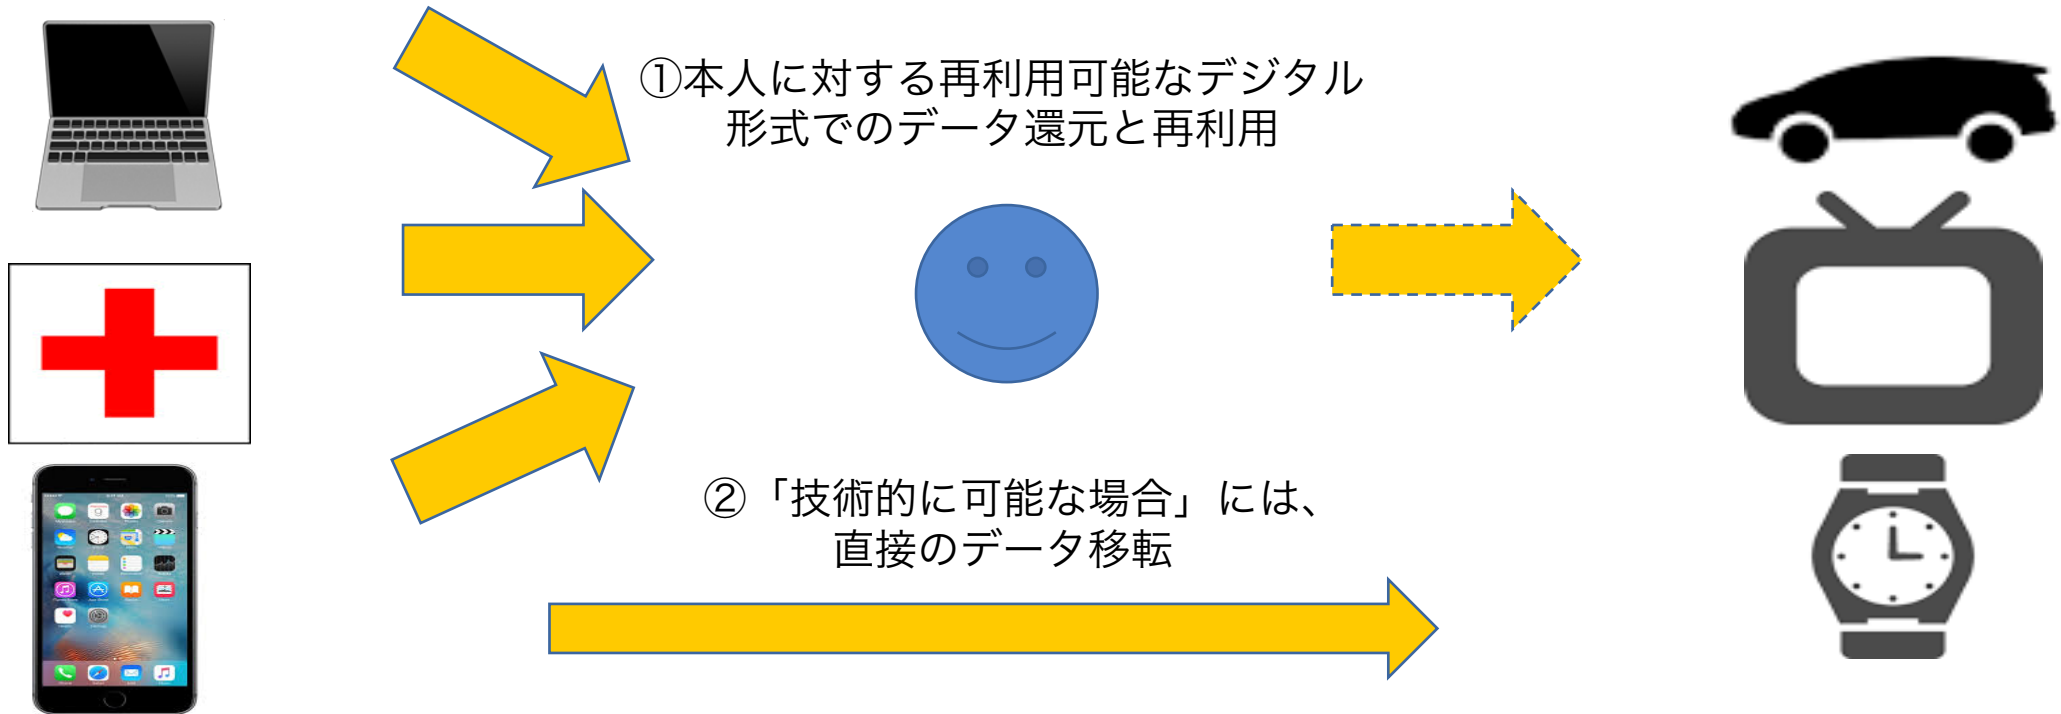 ①本人に対する再利用可能なデジタル
形式でのデータ還元と再利用
②「技術的に可能な場合」には、
直接のデータ移転